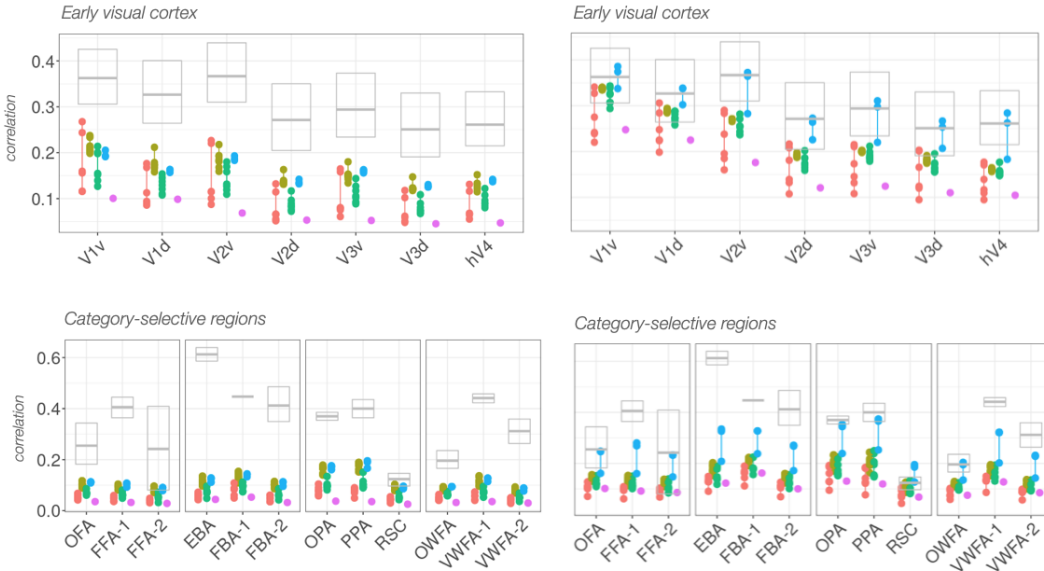 Early visual cortex
Early visual cortex
correlation
0.4
0.3
0.2
0.1
V1v V1d V2v V2d V3v V3d hV4
V1v V1d V2v V2d V3v V3d hV4
Category-selective regions
Category-selective regions
correlation
0.6
0.4
0.2
0.0
OFA FFA-1 FFA-2 EBA FBA-1 FBA-2 OPA PPA RSC OWFA VWFA-1 VWFA-2
OFA FFA-1 FFA-2 EBA FBA-1 FBA-2 OPA PPA RSC OWFA VWFA-1 VWFA-2